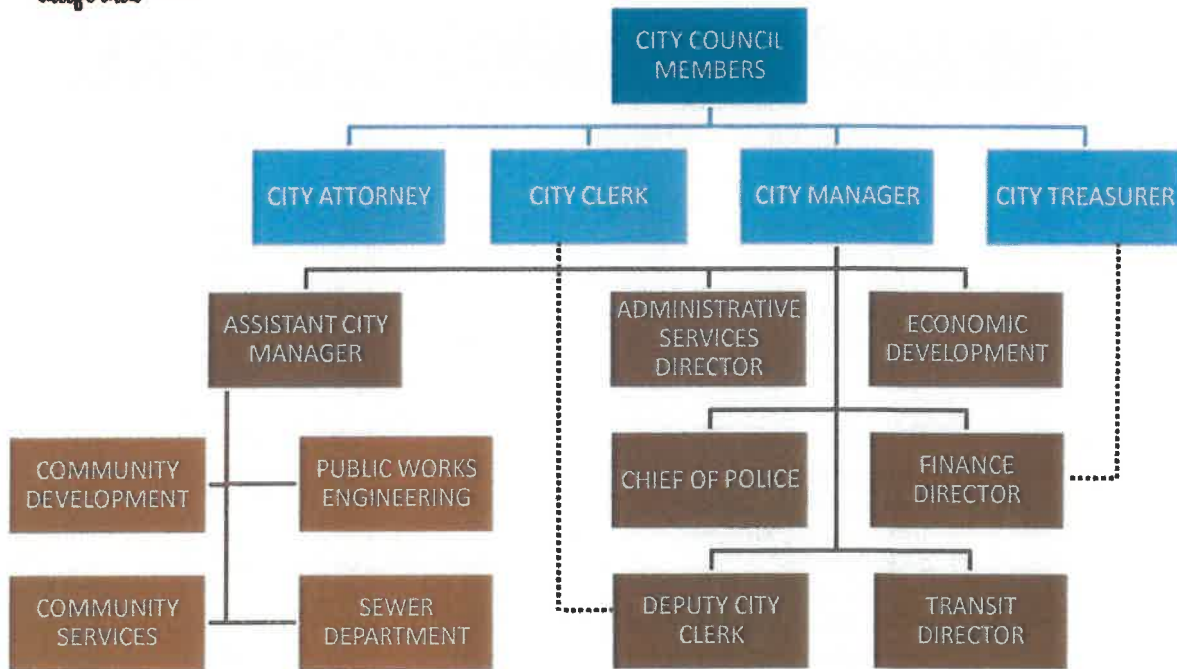 CITY COUNCIL
MEMBERS
CITY ATTORNEY
CITY CLERK
CITY MANAGER
CITY TREASURER
ASSISTANT CITY
MANAGER
ADMINISTRATIVE
SERVICES
DIRECTOR
ECONOMIC
DEVELOPMENT
COMMUNITY
DEVELOPMENT
PUBLIC WORKS
ENGINEERING
CHIEF OF POLICE
FINANCE
DIRECTOR
COMMUNITY
SERVICES
SEWER
DEPARTMENT
DEPUTY CITY
CLERK
TRANSIT
DIRECTOR